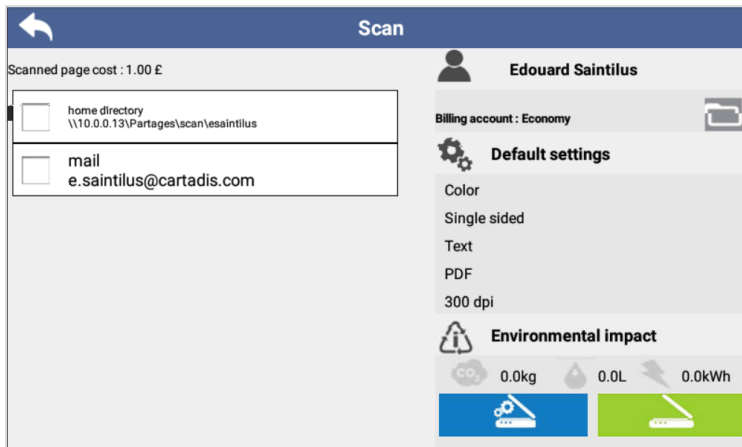 Scan
Scanned page cost : 1.00 £
home directory
\\10.0.0.13\Partages\scan\esaintilus
mail
e.saintilus@cartadis.com
Edouard Saintilus
Billing account : Economy
Default settings
Color
Single sided
Text
PDF
300 dpi
Environmental impact
CO2 0.0kg 0.0L 0.0kWh